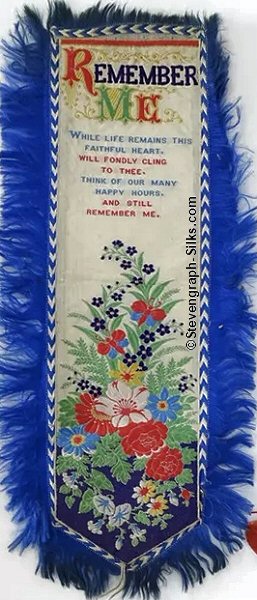 REMEMBER
ME
WHILE LIFE REMAINS THIS
FAITHFUL HEART,
WILL FONDLY CLING
TO THEE.
THINK OF OUR MANY
HAPPY HOURS.
AND STILL
REMEMBER ME.
©Stevengraph-Silks.com